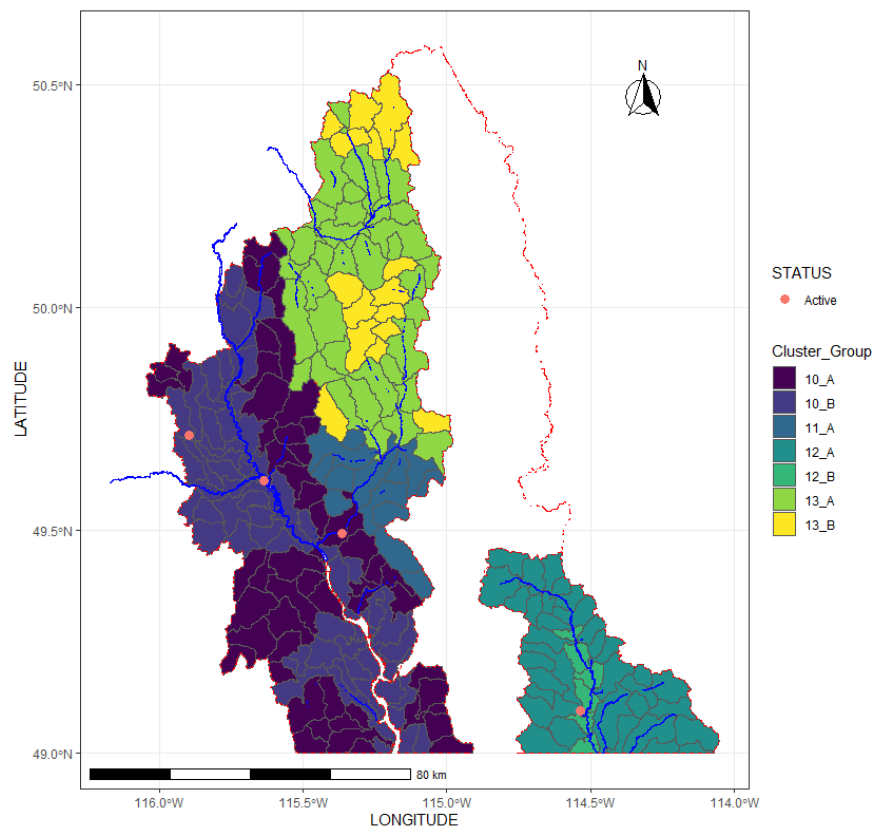 N
50.5°N
50.0°N
49.5°N
49.0°N
LATITUDE
80 km
116.0°W
115.5°W
115.0°W
114.5°W
114.0°W
LONGITUDE
STATUS
Active
Cluster_Group
10_A
10_B
11_A
12_A
12_B
13_A
13_B